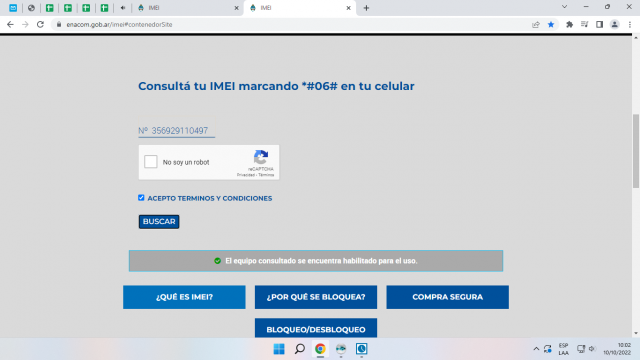 IMEI
IMEI
enacom.gob.ar/imei#contenedorSite
Consultá tu IMEI marcando *#06# en tu celular
Nº 356929110497
No soy un robot
reCAPTCHA
Privacidad - Términos
ACEPTO TERMINOS Y CONDICIONES
BUSCAR
El equipo consultado se encuentra habilitado para el uso.
¿QUÉ ES IMEI?
¿POR QUÉ SE BLOQUEA?
COMPRA SEGURA
BLOQUEO/DESBLOQUEO
ESP
LAA
10:02
10/10/2022